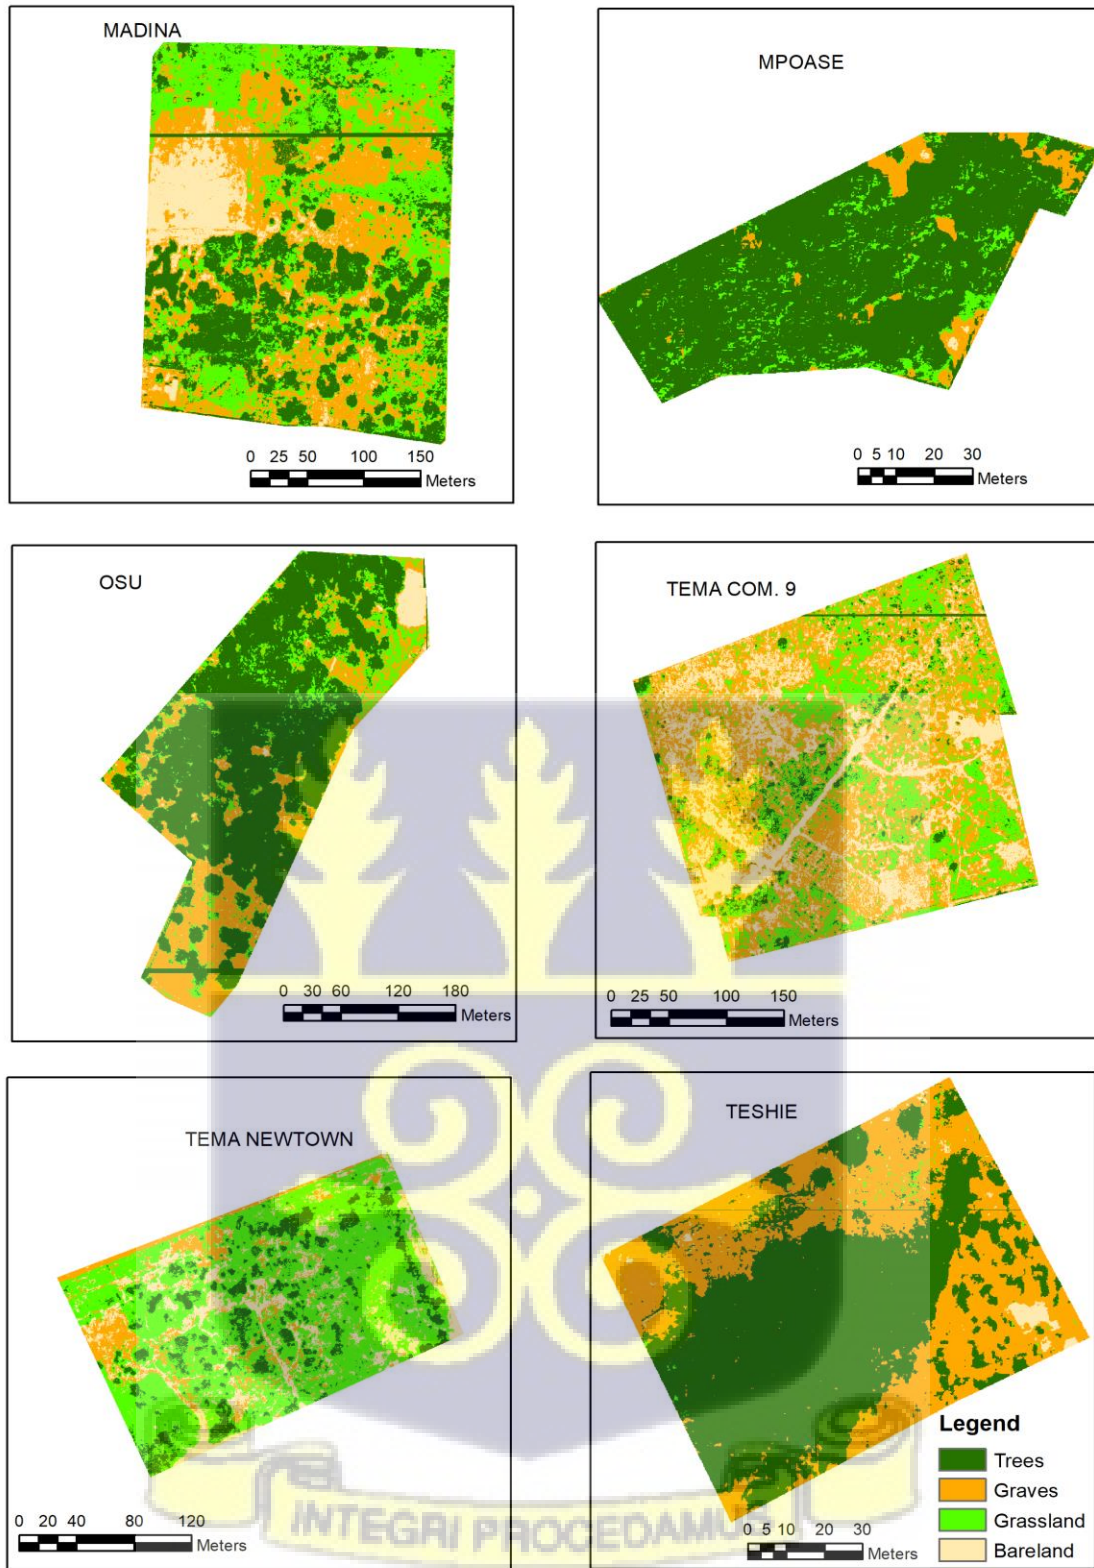 MADINA
0 25 50 100 150
Meters
MPOASE
0 5 10 20 30
Meters
OSU
0 30 60 120 180
Meters
TEMA COM. 9
0 25 50 100 150
Meters
TEMA NEWTOWN
0 20 40 80 120
Meters
TESHIE
Legend
Trees
Graves
Grassland
Bareland
0 5 10 20 30
Meters
INTEGRI PROCEDAMU